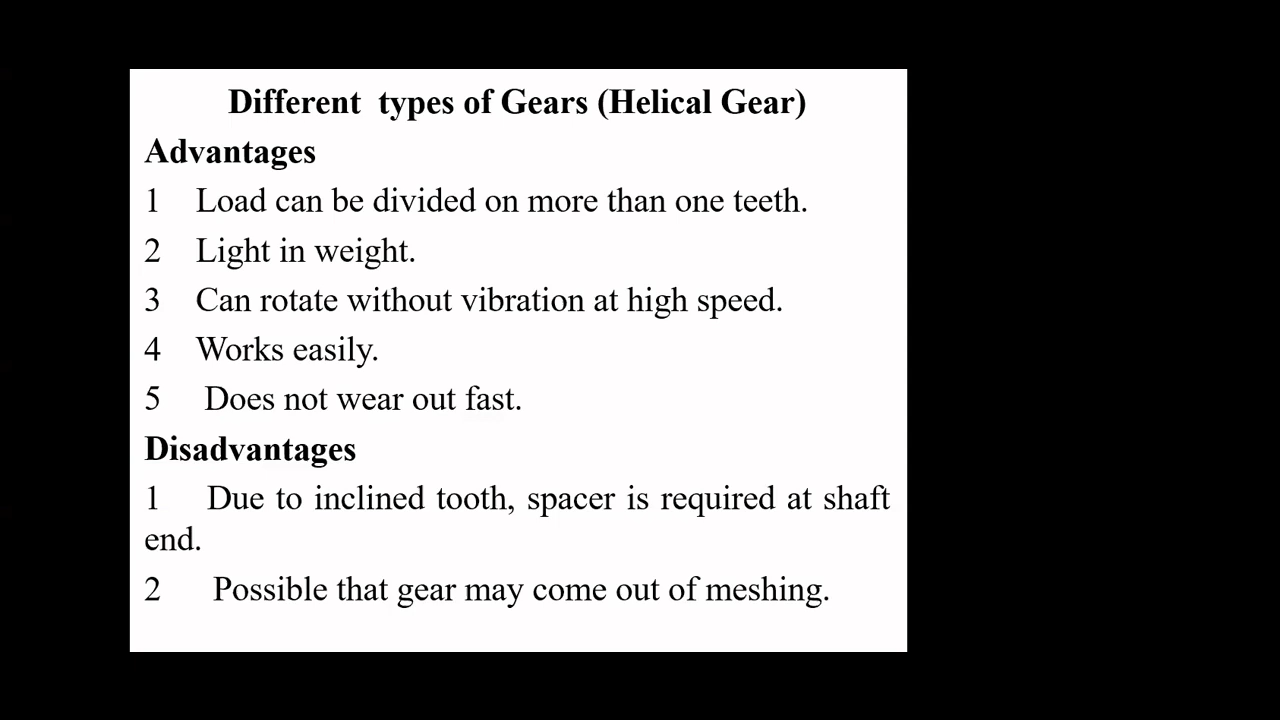 Different types of Gears (Helical Gear)
Advantages
1 Load can be divided on more than one teeth.
2 Light in weight.
3 Can rotate without vibration at high speed.
4 Works easily.
5 Does not wear out fast.
Disadvantages
1 Due to inclined tooth, spacer is required at shaft
end.
2 Possible that gear may come out of meshing.